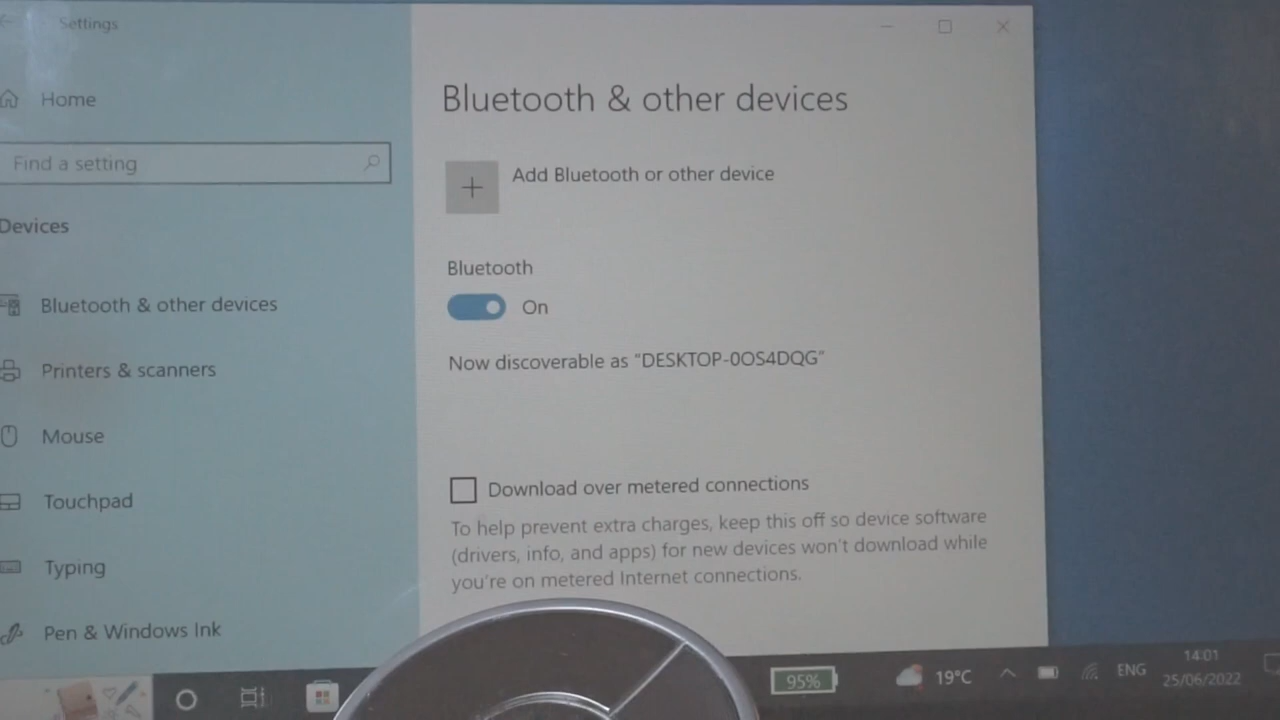 Settings
Home
Find a setting
Devices
Bluetooth & other devices
Printers & scanners
Mouse
Touchpad
Typing
Pen & Windows Ink
Bluetooth & other devices
Add Bluetooth or other device
Bluetooth
On
Now discoverable as "DESKTOP-0OS4DQG"
Download over metered connections
To help prevent extra charges, keep this off so device software
(drivers, info, and apps) for new devices won't download while
you're on metered Internet connections.
95%
19°C
ENG
14:01
25/06/2022